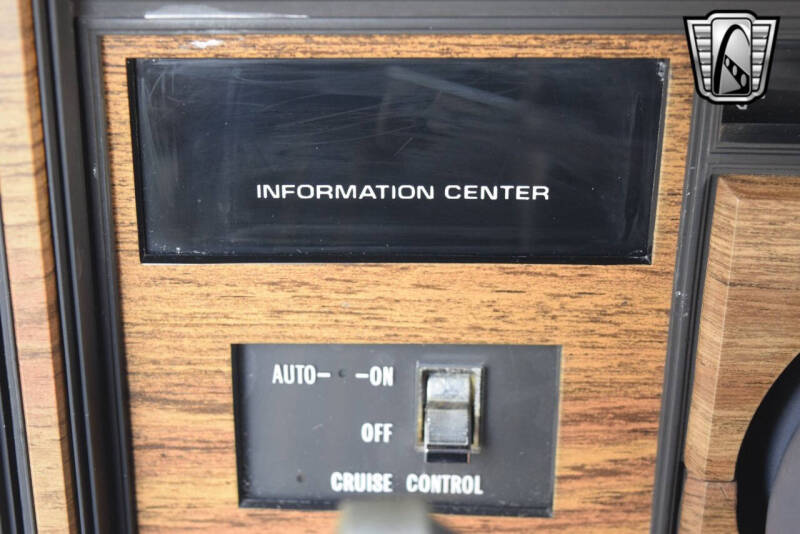 INFORMATION CENTER
AUTO- -ON
OFF
CRUISE CONTROL